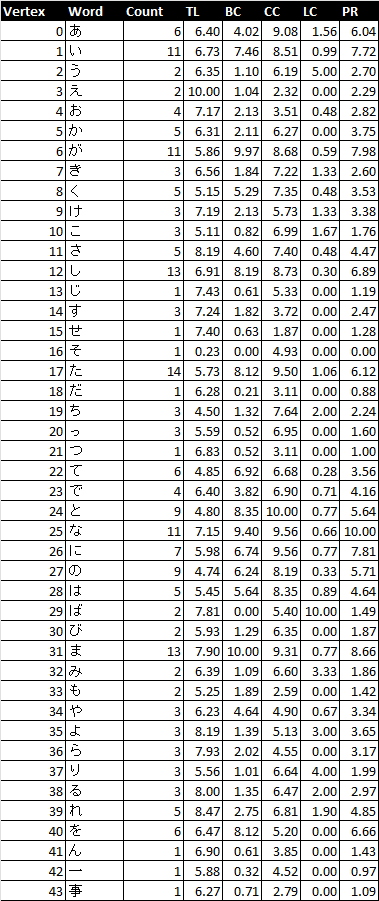 Vertex Word Count TL BC CC LC PR
0 あ 6 6.40 4.02 9.08 1.56 6.04
1 い 11 6.73 7.46 8.51 0.99 7.72
2 う 2 6.35 1.10 6.19 5.00 2.70
3 え 2 10.00 1.04 2.32 0.00 2.29
4 お 4 7.17 2.13 3.51 0.48 2.82
5 か 5 6.31 2.11 6.27 0.00 3.75
6 が 11 5.86 9.97 8.68 0.59 7.98
7 き 3 6.56 1.84 7.22 1.33 2.60
8 く 5 5.15 5.29 7.35 0.48 3.53
9 け 3 7.19 2.13 5.73 1.33 3.38
10 こ 3 5.11 0.82 6.99 1.67 1.76
11 さ 5 8.19 4.60 7.40 0.48 4.47
12 し 13 6.91 8.19 8.73 0.30 6.89
13 じ 1 7.43 0.61 5.33 0.00 1.19
14 す 3 7.24 1.82 3.72 0.00 2.47
15 せ 1 7.40 0.63 1.87 0.00 1.28
16 そ 1 0.23 0.00 4.93 0.00 0.00
17 た 14 5.73 8.12 9.50 1.06 6.12
18 だ 1 6.28 0.21 3.11 0.00 0.88
19 ち 3 4.50 1.32 7.64 2.00 2.24
20 っ 3 5.59 0.52 6.95 0.00 1.60
21 つ 1 6.83 0.52 3.11 0.00 1.00
22 て 6 4.85 6.92 6.68 0.28 3.56
23 で 4 6.40 3.82 6.90 0.71 4.16
24 と 9 4.80 8.35 10.00 0.77 5.64
25 な 11 7.15 9.40 9.56 0.66 10.00
26 に 7 5.98 6.74 9.56 0.77 7.81
27 の 9 4.74 6.24 8.19 0.33 5.71
28 は 5 5.45 5.64 8.35 0.89 4.64
29 ば 2 7.81 0.00 5.40 10.00 1.49
30 び 2 5.93 1.29 6.35 0.00 1.87
31 ま 13 7.90 10.00 9.31 0.77 8.66
32 み 2 6.39 1.09 6.60 3.33 1.86
33 も 2 5.25 1.89 2.59 0.00 1.42
34 や 3 6.23 4.64 4.90 0.67 3.34
35 よ 3 8.19 1.39 5.13 3.00 3.65
36 ら 3 7.93 2.02 4.55 0.00 3.17
37 り 3 5.56 1.01 6.64 4.00 1.99
38 る 3 8.00 1.35 6.47 2.00 2.97
39 れ 5 8.47 2.75 6.81 1.90 4.85
40 を 6 6.47 8.12 5.20 0.00 6.66
41 ん 1 6.90 0.61 3.85 0.00 1.43
42 一 1 5.88 0.32 4.52 0.00 0.97
43 事 1 6.27 0.71 2.79 0.00 1.09